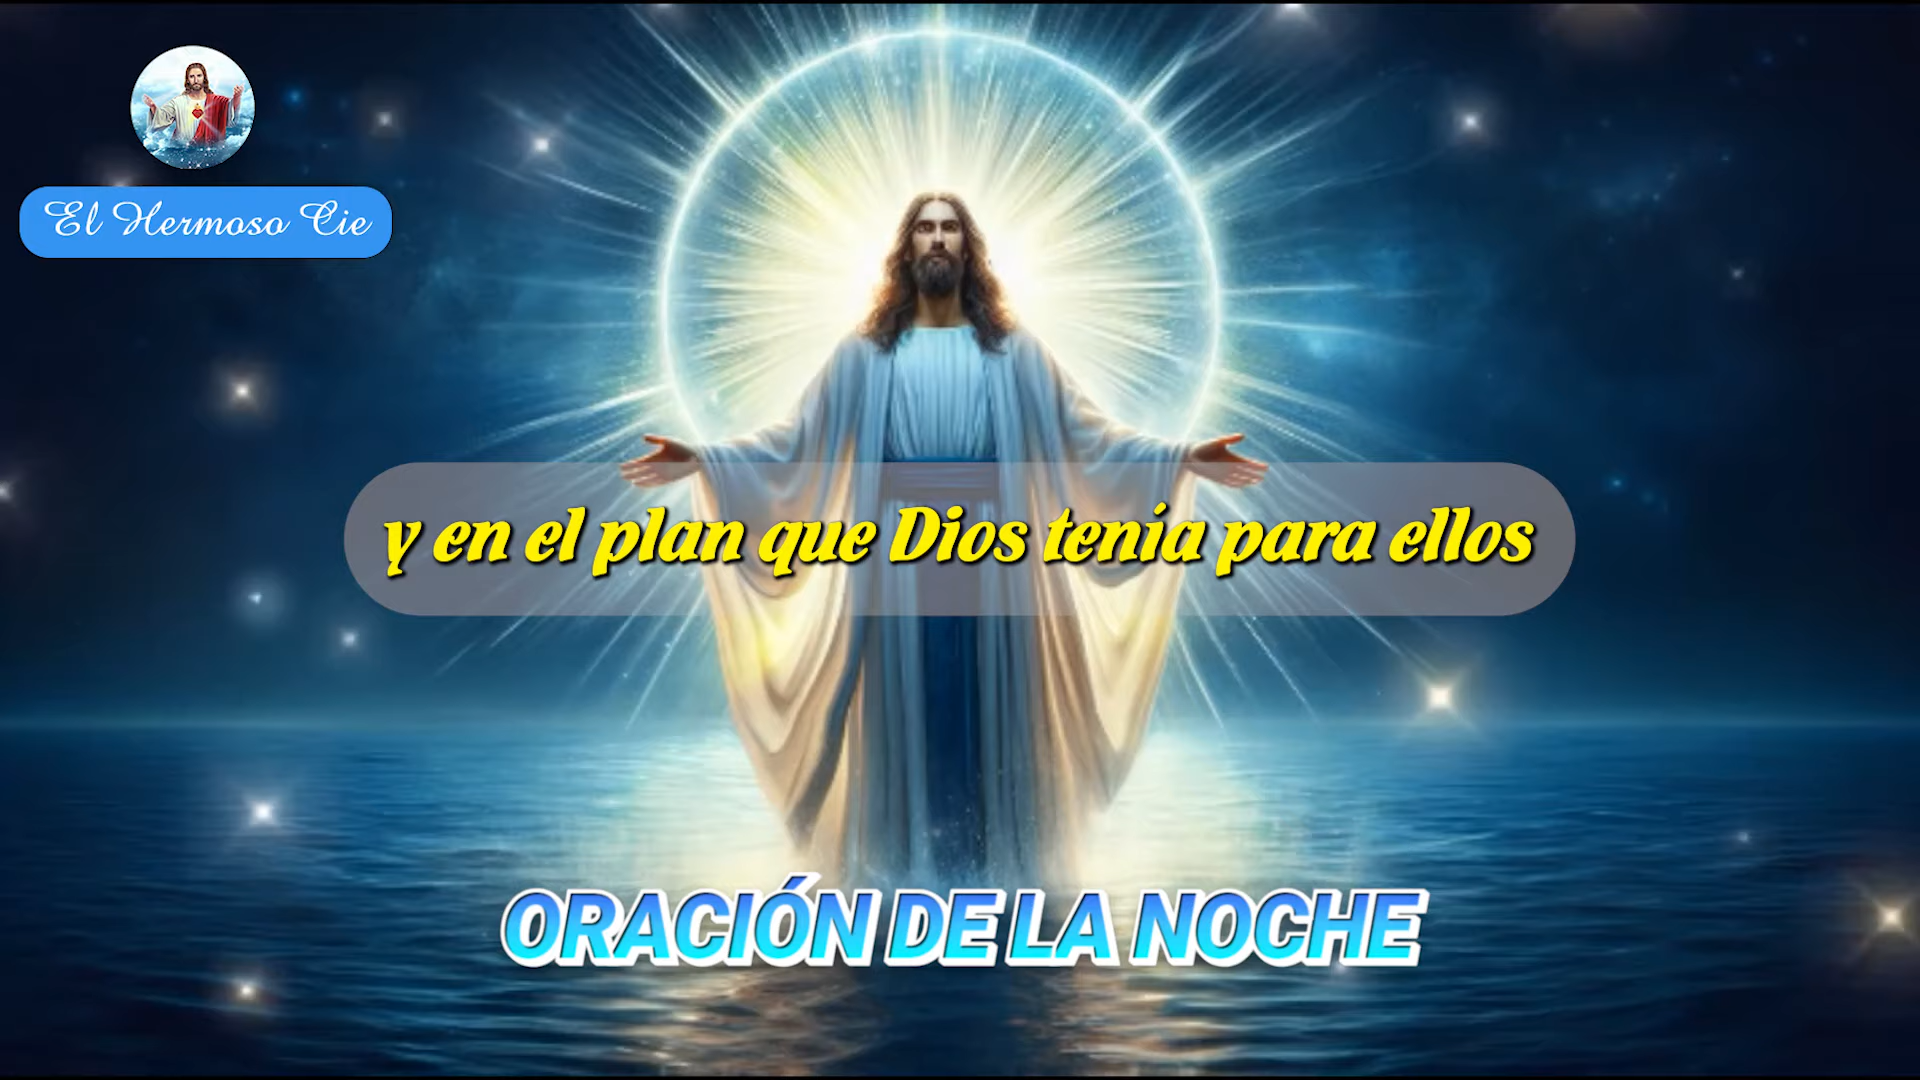 El Hermoso Cie
y en el plan que Dios tenía para ellos
ORACIÓN DE LA NOCHE